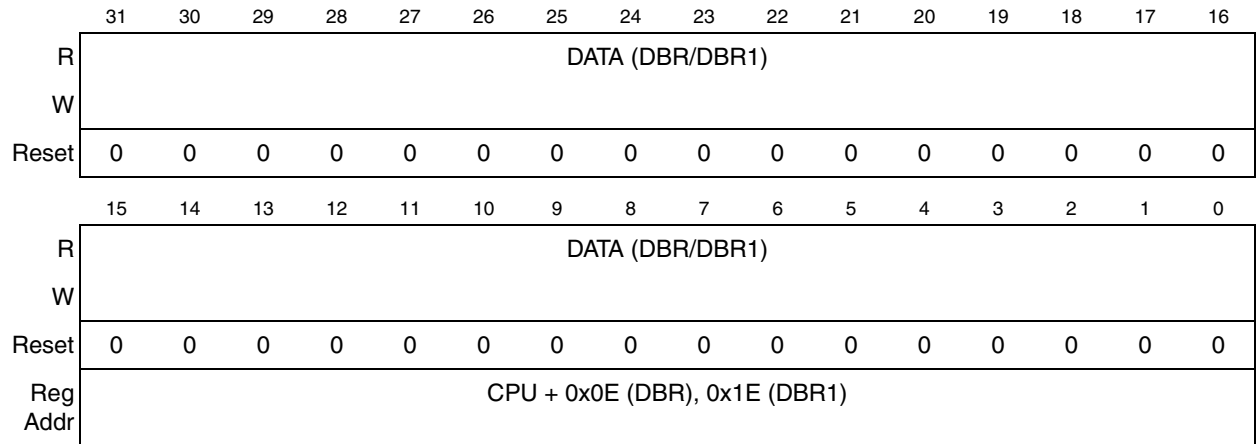 31 30 29 28 27 26 25 24 23 22 21 20 19 18 17 16
R DATA (DBR/DBR1)
W
Reset 0 0 0 0 0 0 0 0 0 0 0 0 0 0 0 0
15 14 13 12 11 10 9 8 7 6 5 4 3 2 1 0
R DATA (DBR/DBR1)
W
Reset 0 0 0 0 0 0 0 0 0 0 0 0 0 0 0 0
Reg CPU + 0x0E (DBR), 0x1E (DBR1)
Addr